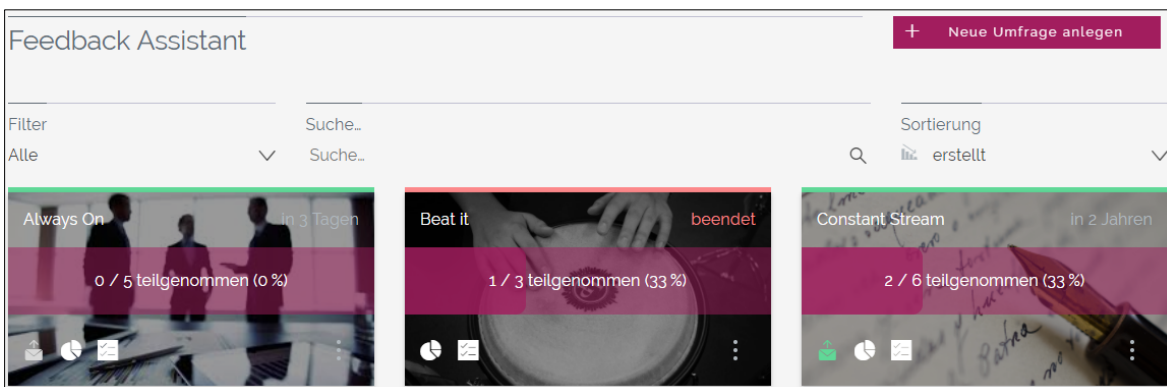 Feedback Assistant
+ Neue Umfrage anlegen
Filter
Suche…
Sortierung
Alle
Suche…
erstellt
Always On
in 3 Tagen
0 / 5 teilgenommen (0 %)
Beat it
beendet
1 / 3 teilgenommen (33 %)
Constant Stream
in 2 Jahren
2 / 6 teilgenommen (33 %)